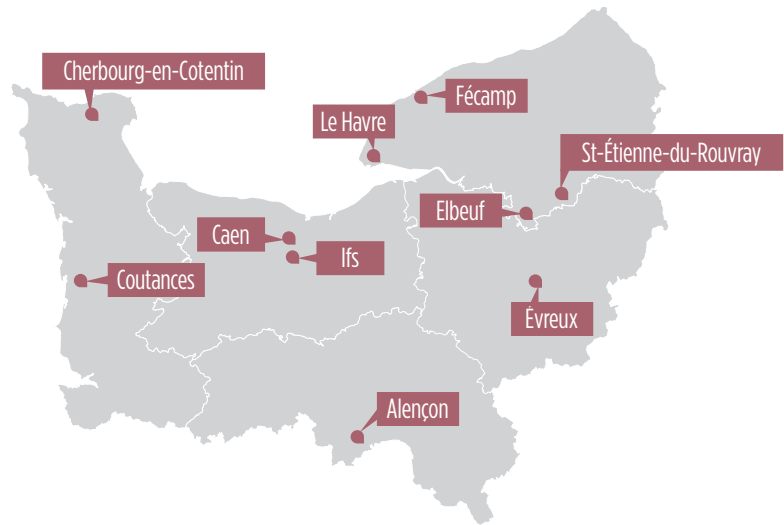 Cherbourg-en-Cotentin
Fécamp
Le Havre
St-Étienne-du-Rouvray
Elbeuf
Caen
Ifs
Coutances
Évreux
Alençon